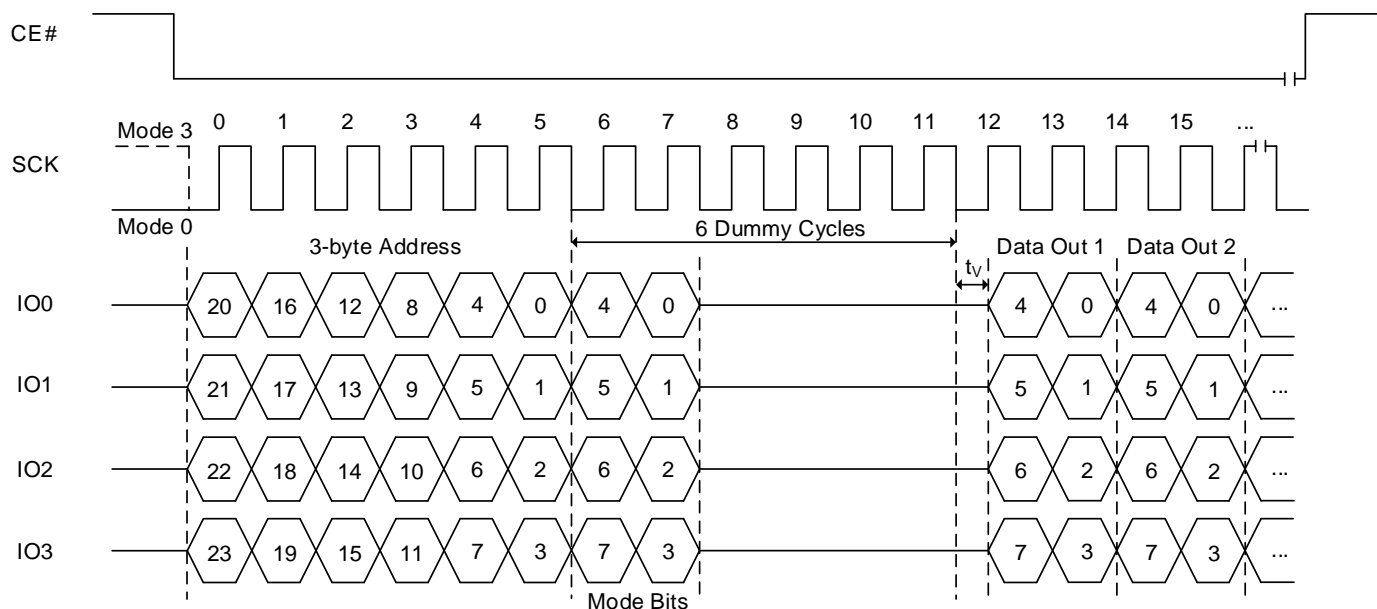 CE#
Mode 3 0 1 2 3 4 5 6 7 8 9 10 11 12 13 14 15 ...
SCK
Mode 0
3-byte Address 6 Dummy Cycles Data Out 1 Data Out 2
tV
IO0 20 16 12 8 4 0 4 0 4 0 4 0 ...
IO1 21 17 13 9 5 1 5 1 5 1 5 1 ...
IO2 22 18 14 10 6 2 6 2 6 2 6 2 ...
IO3 23 19 15 11 7 3 7 3 7 3 7 3 ...
Mode Bits